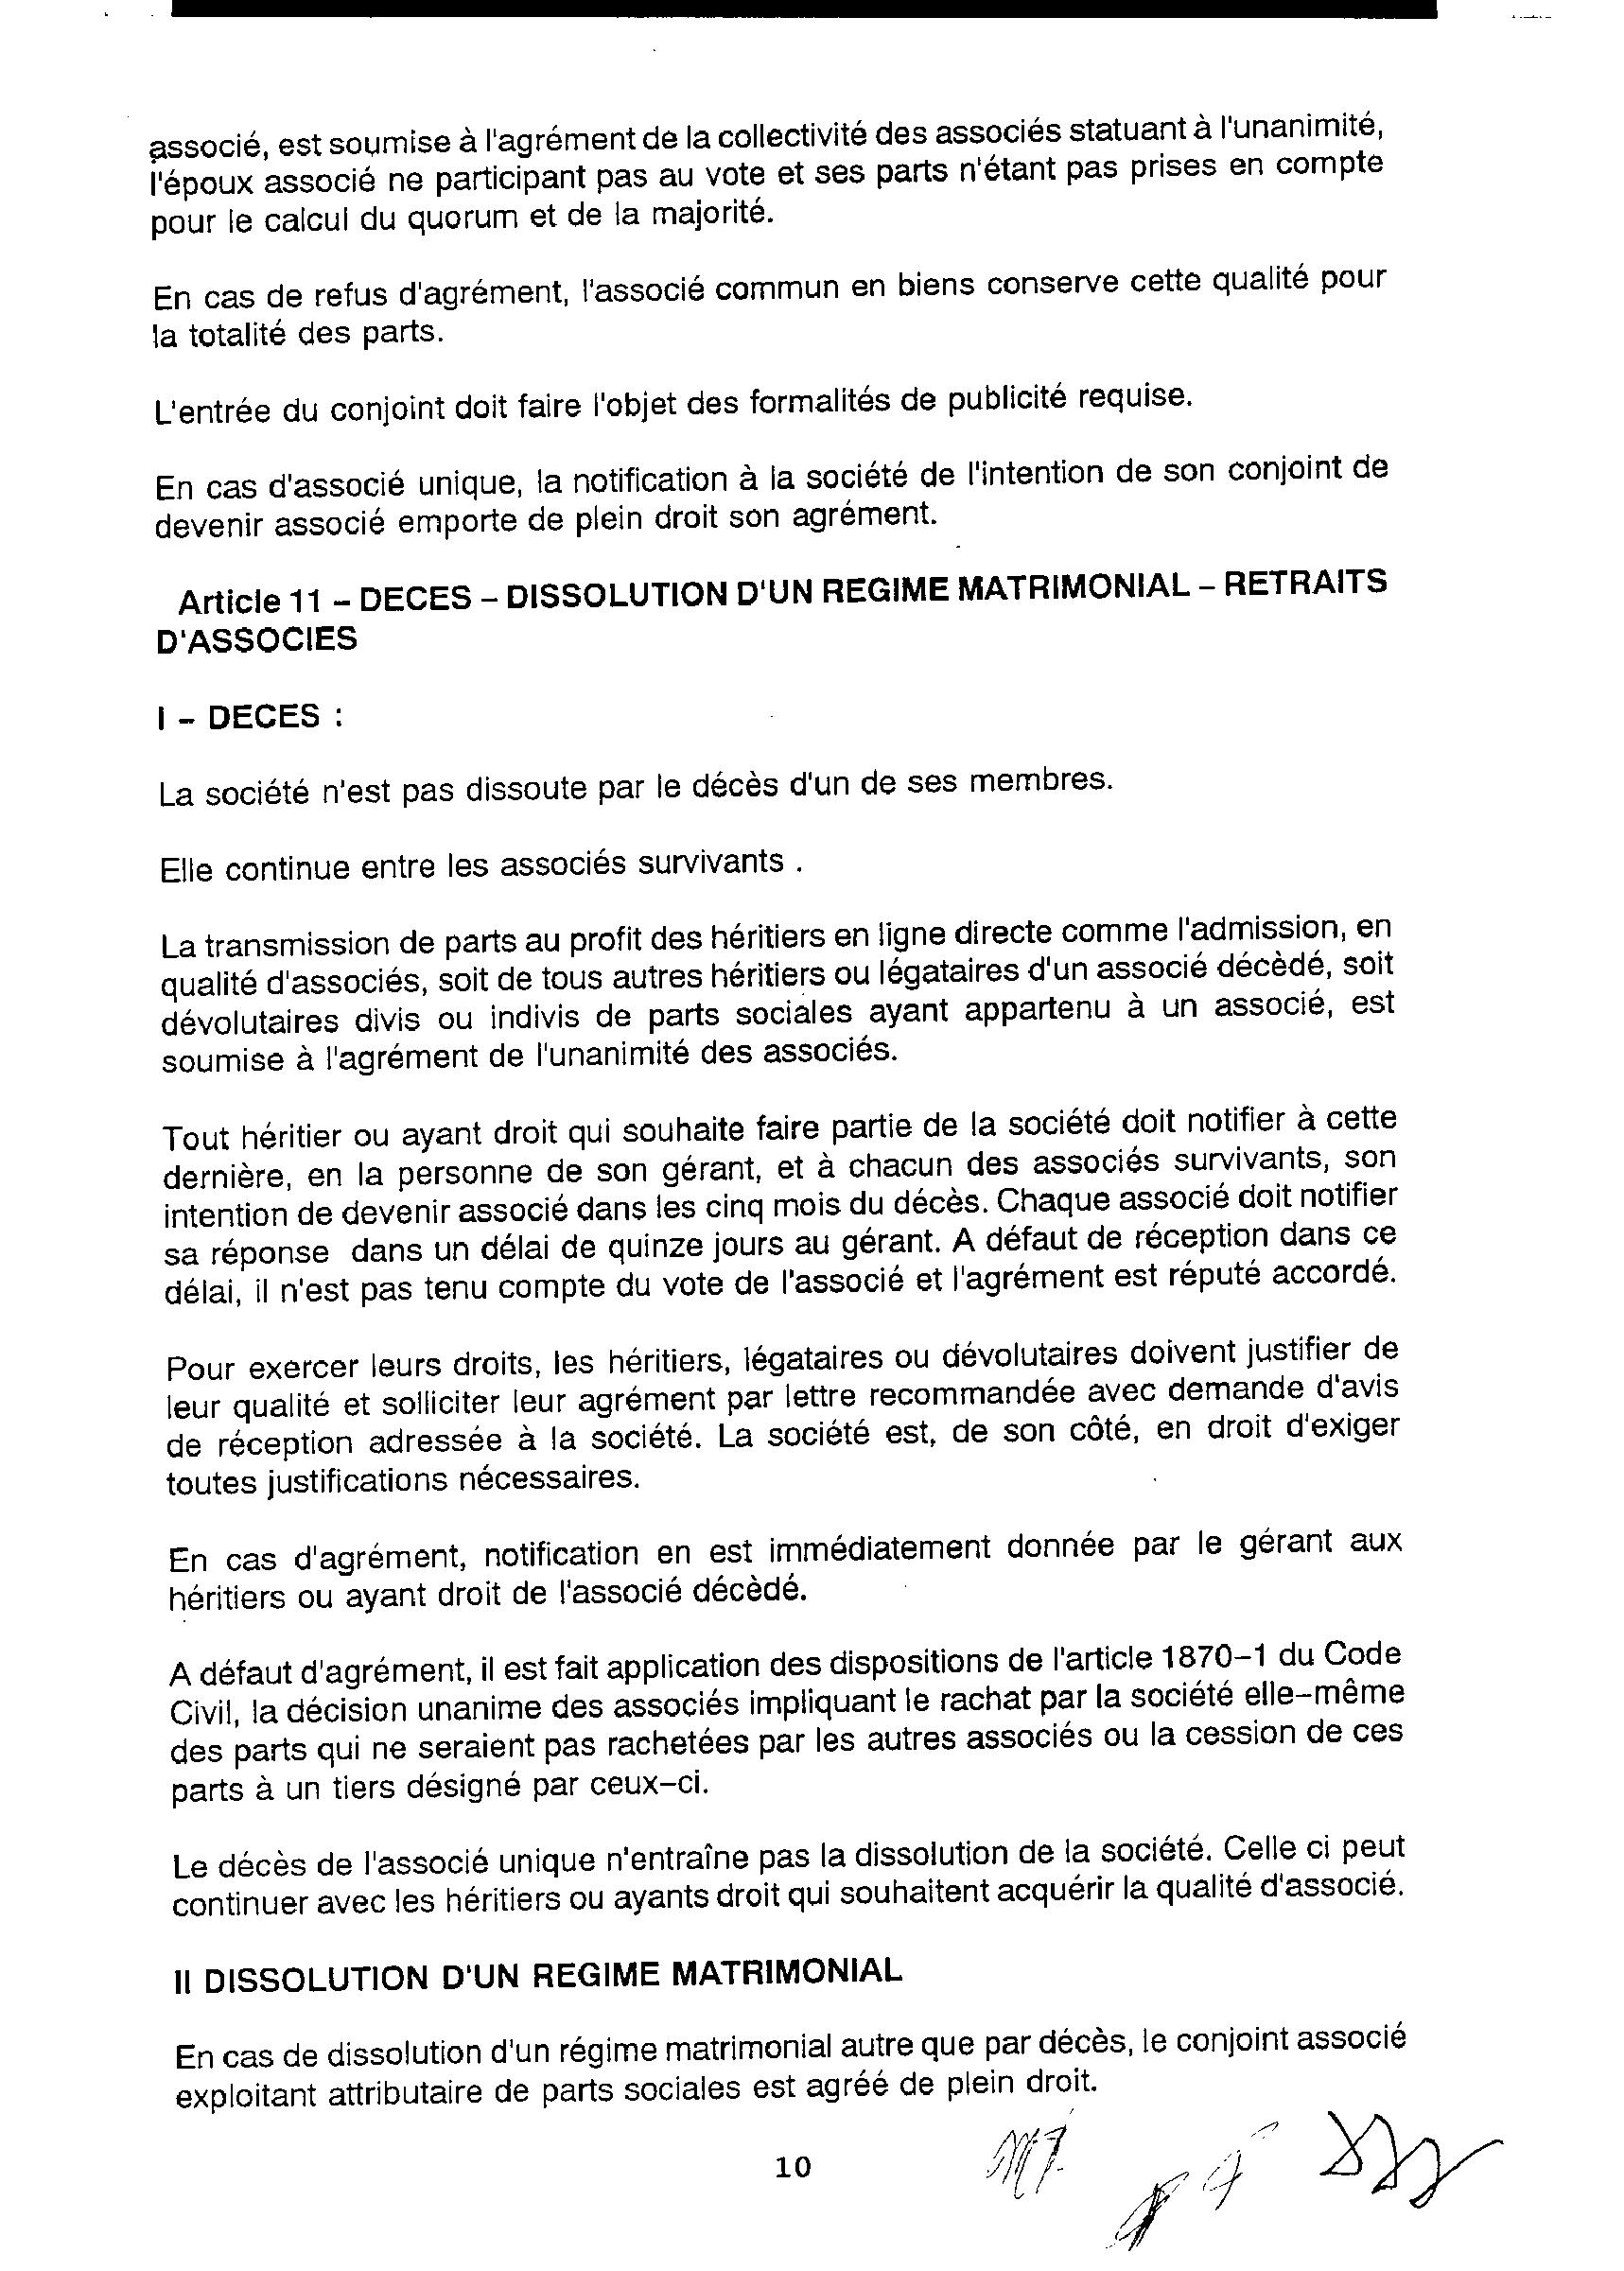 associé, est soumise à l'agrément de la collectivité des associés statuant à l'unanimité,
l'époux associé ne participant pas au vote et ses parts n'étant pas prises en compte
pour le calcul du quorum et de la majorité.
En cas de refus d'agrément, l'associé commun en biens conserve cette qualité pour
la totalité des parts.
L'entrée du conjoint doit faire l'objet des formalités de publicité requise.
En cas d'associé unique, la notification à la société de l'intention de son conjoint de
devenir associé emporte de plein droit son agrément.
Article 11 – DECES – DISSOLUTION D'UN REGIME MATRIMONIAL – RETRAITS
D'ASSOCIES
I – DECES :
La société n'est pas dissoute par le décès d'un de ses membres.
Elle continue entre les associés survivants .
La transmission de parts au profit des héritiers en ligne directe comme l'admission, en
qualité d'associés, soit de tous autres héritiers ou légataires d'un associé décèdé, soit
dévolutaires divis ou indivis de parts sociales ayant appartenu à un associé, est
soumise à l'agrément de l'unanimité des associés.
Tout héritier ou ayant droit qui souhaite faire partie de la société doit notifier à cette
dernière, en la personne de son gérant, et à chacun des associés survivants, son
intention de devenir associé dans les cinq mois du décès. Chaque associé doit notifier
sa réponse dans un délai de quinze jours au gérant. A défaut de réception dans ce
délai, il n'est pas tenu compte du vote de l'associé et l'agrément est réputé accordé.
Pour exercer leurs droits, les héritiers, légataires ou dévolutaires doivent justifier de
leur qualité et solliciter leur agrément par lettre recommandée avec demande d'avis
de réception adressée à la société. La société est, de son côté, en droit d'exiger
toutes justifications nécessaires.
En cas d'agrément, notification en est immédiatement donnée par le gérant aux
héritiers ou ayant droit de l'associé décèdé.
A défaut d'agrément, il est fait application des dispositions de l'article 1870–1 du Code
Civil, la décision unanime des associés impliquant le rachat par la société elle–même
des parts qui ne seraient pas rachetées par les autres associés ou la cession de ces
parts à un tiers désigné par ceux–ci.
Le décès de l'associé unique n'entraîne pas la dissolution de la société. Celle ci peut
continuer avec les héritiers ou ayants droit qui souhaitent acquérir la qualité d'associé.
II DISSOLUTION D'UN REGIME MATRIMONIAL
En cas de dissolution d'un régime matrimonial autre que par décès, le conjoint associé
exploitant attributaire de parts sociales est agréé de plein droit.
10